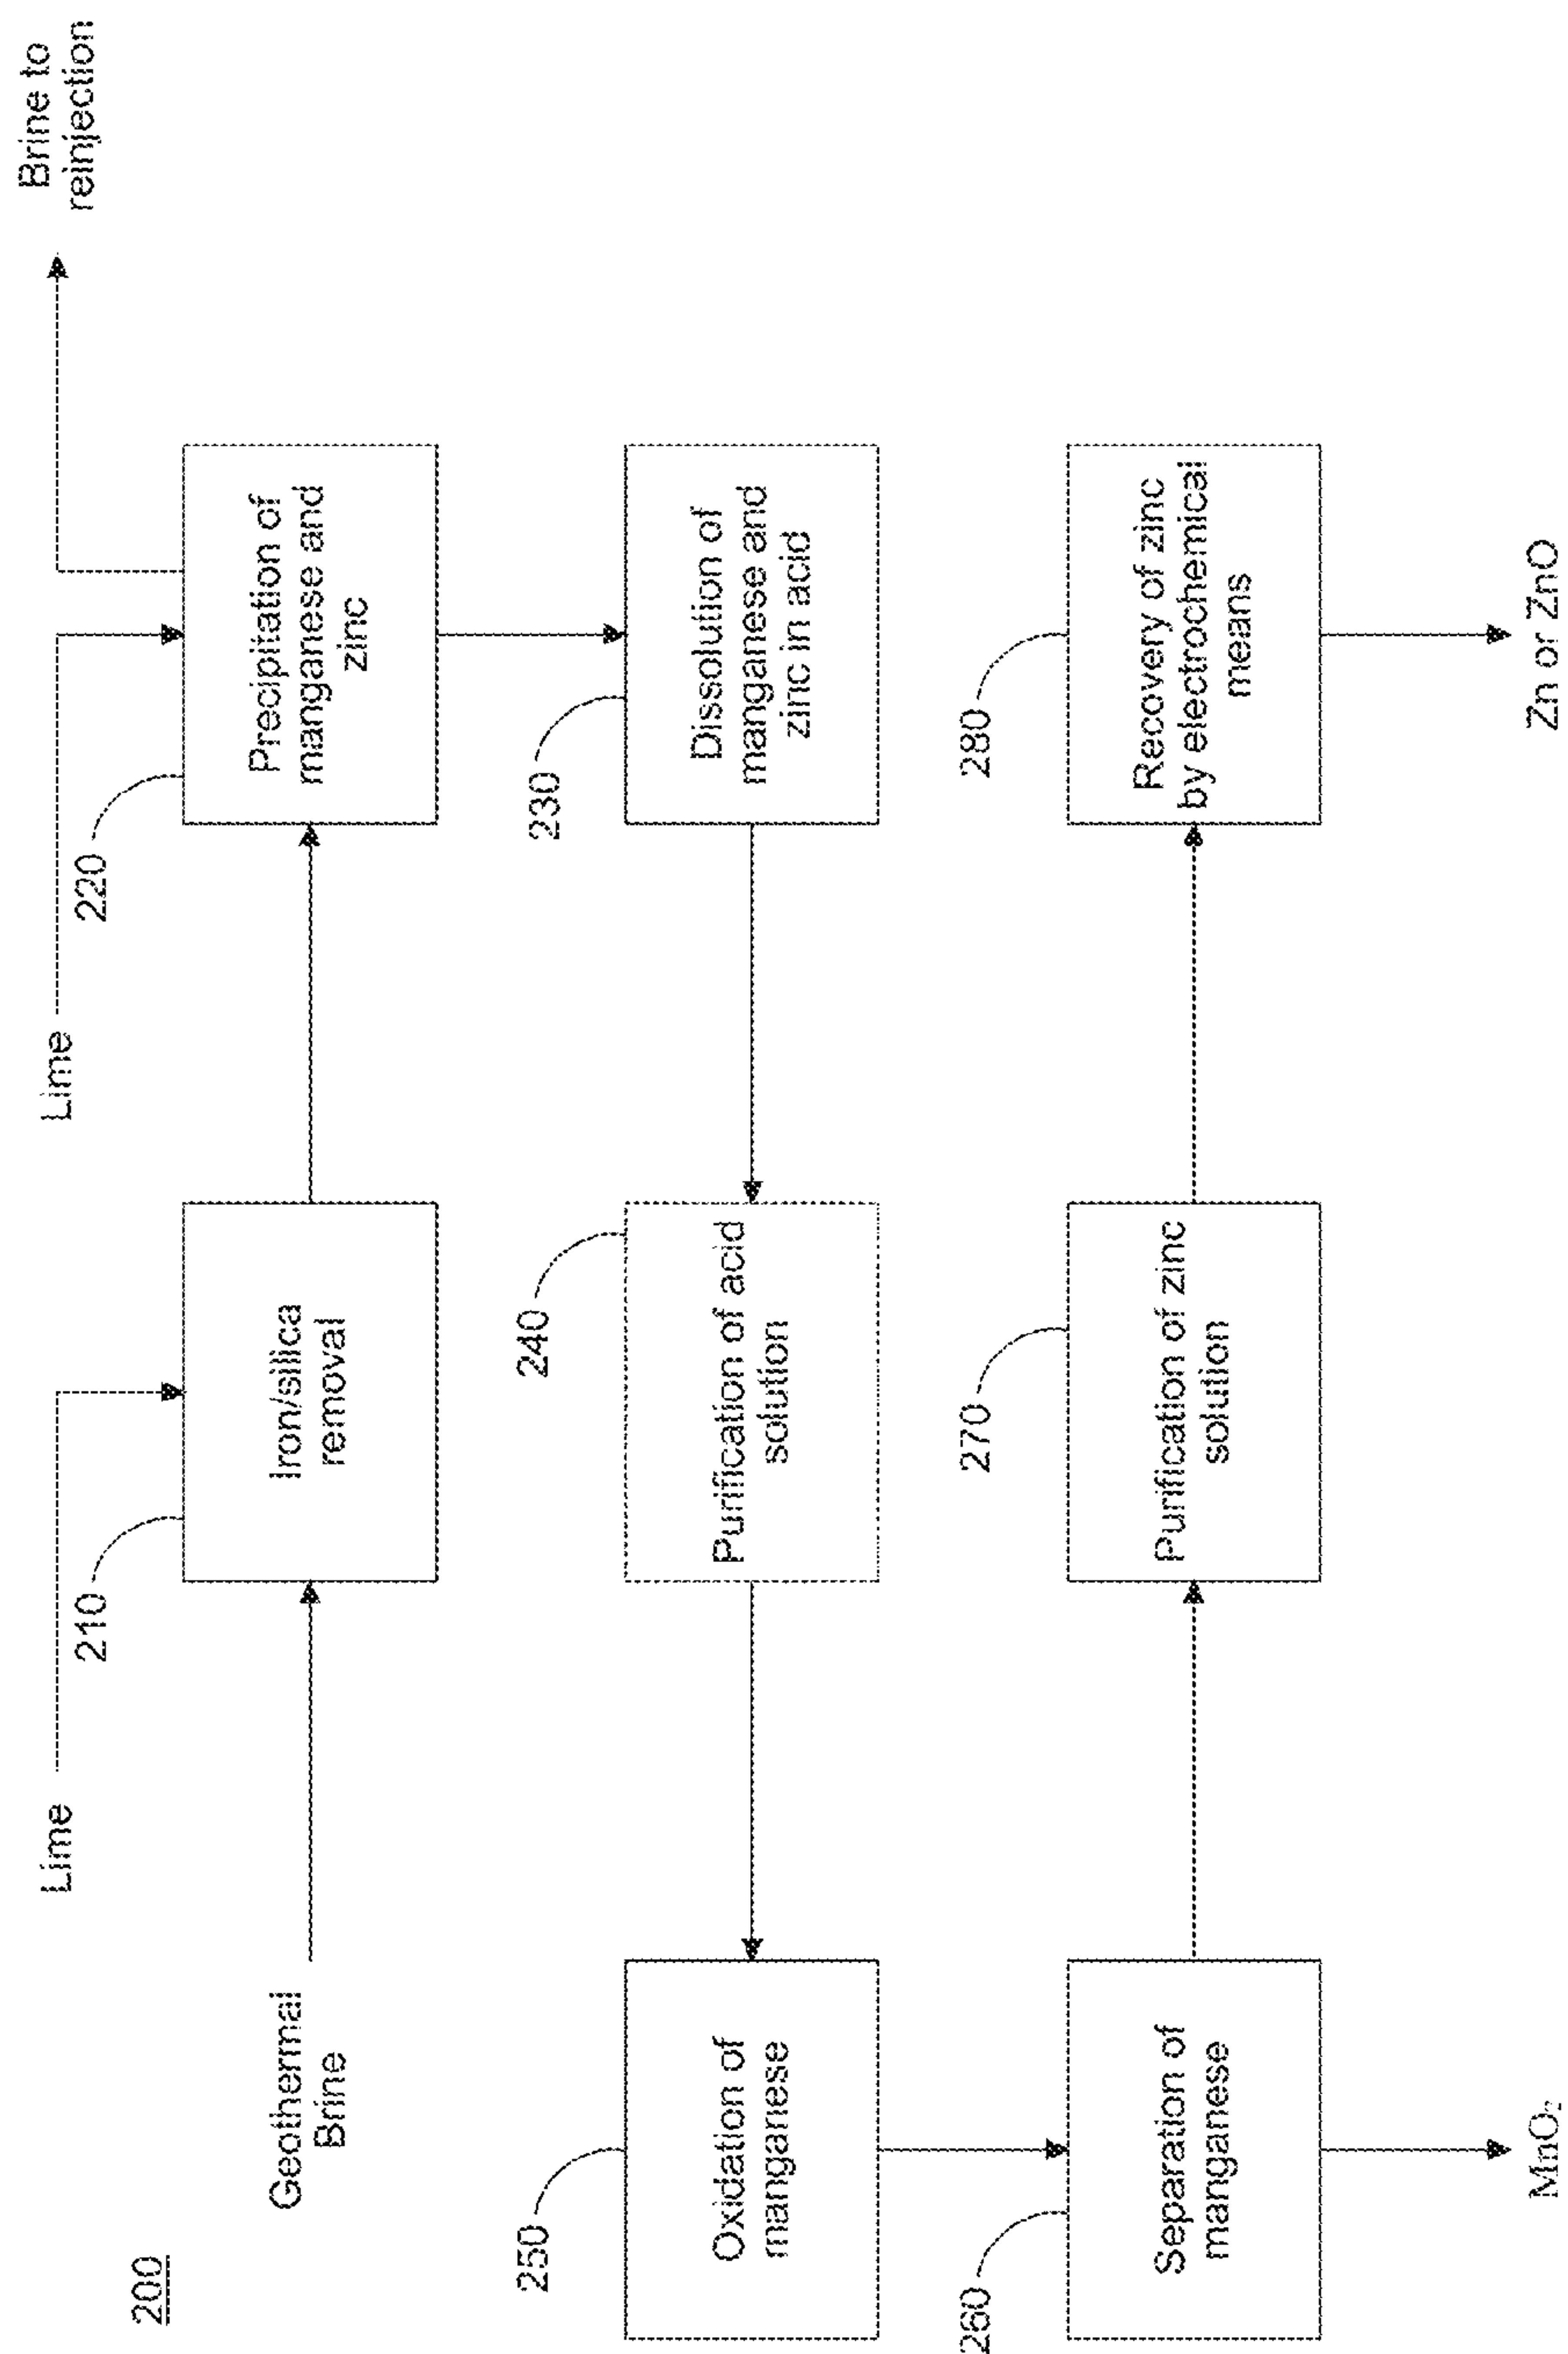 200
Lime
Lime
Brine to
reinjection
210
220
Geothermal
Brine
Iron/silica
removal
Precipitation of
manganese and
zinc
250
240
230
Oxidation of
manganese
Purification of acid
solution
Dissolution of
manganese and
zinc in acid
260
270
280
Separation of
manganese
Purification of zinc
solution
Recovery of zinc
by electrochemical
means
MnO₂
Zn or ZnO